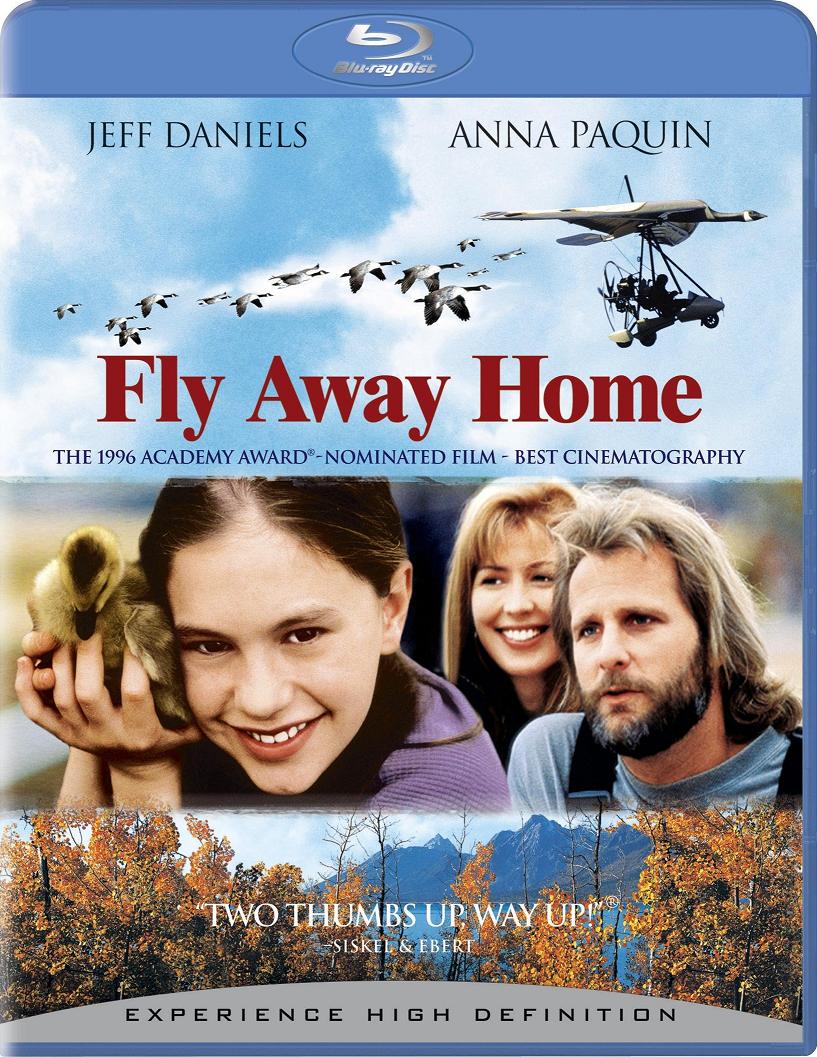 Blu-ray Disc™
JEFF DANIELS
ANNA PAQUIN
Fly Away Home
THE 1996 ACADEMY AWARD®-NOMINATED FILM - BEST CINEMATOGRAPHY
"TWO THUMBS UP, WAY UP!"®
–SISKEL & EBERT
EXPERIENCE HIGH DEFINITION